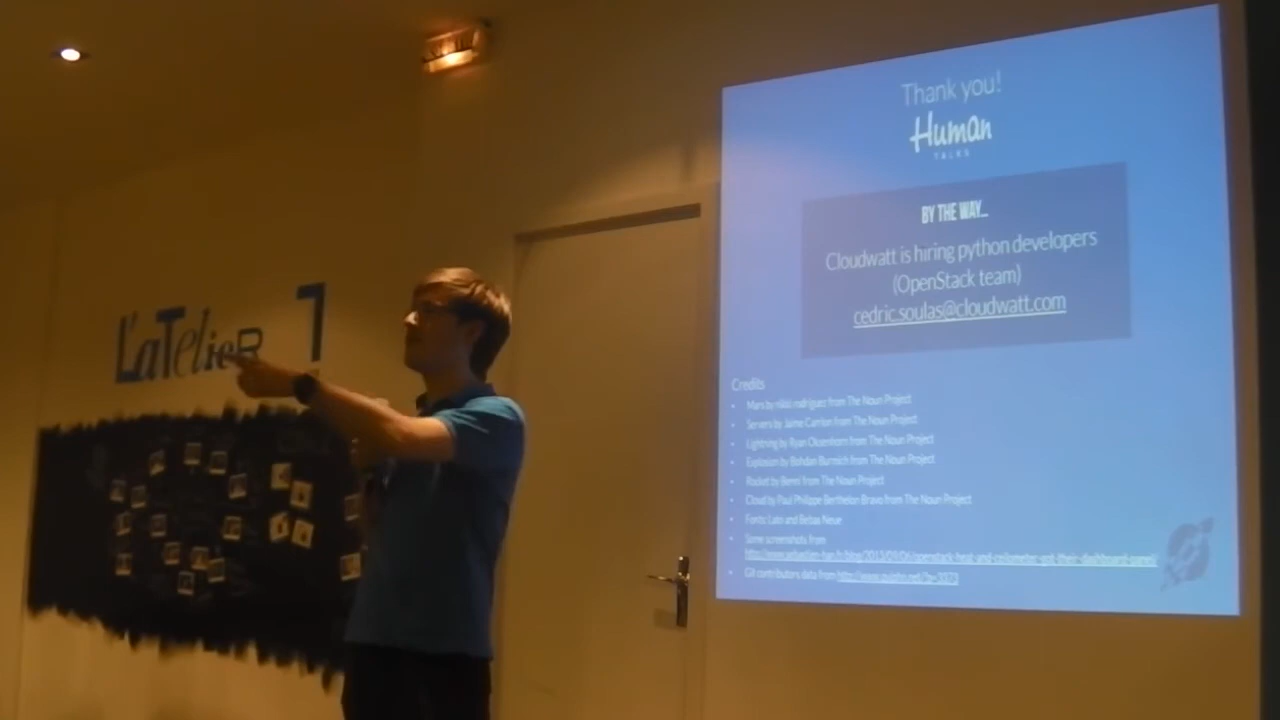 L'aTelieR
Thank you!
Human
TALKS
BY THE WAY...
Cloudwatt is hiring python developers
(OpenStack team)
cedric.soulas@cloudwatt.com
Credits
Mars by nikki rodriguez from The Noun Project
Servers by Jaime Carrion from The Noun Project
Lightning by Ryan Oksenhorn from The Noun Project
Explosion by Bohdan Burmich from The Noun Project
Rocket by Benni from The Noun Project
Cloud by Paul Philippe Berthelon Bravo from The Noun Project
Fonts: Lato and Bebas Neue
Some screenshots from
Git contributors data from